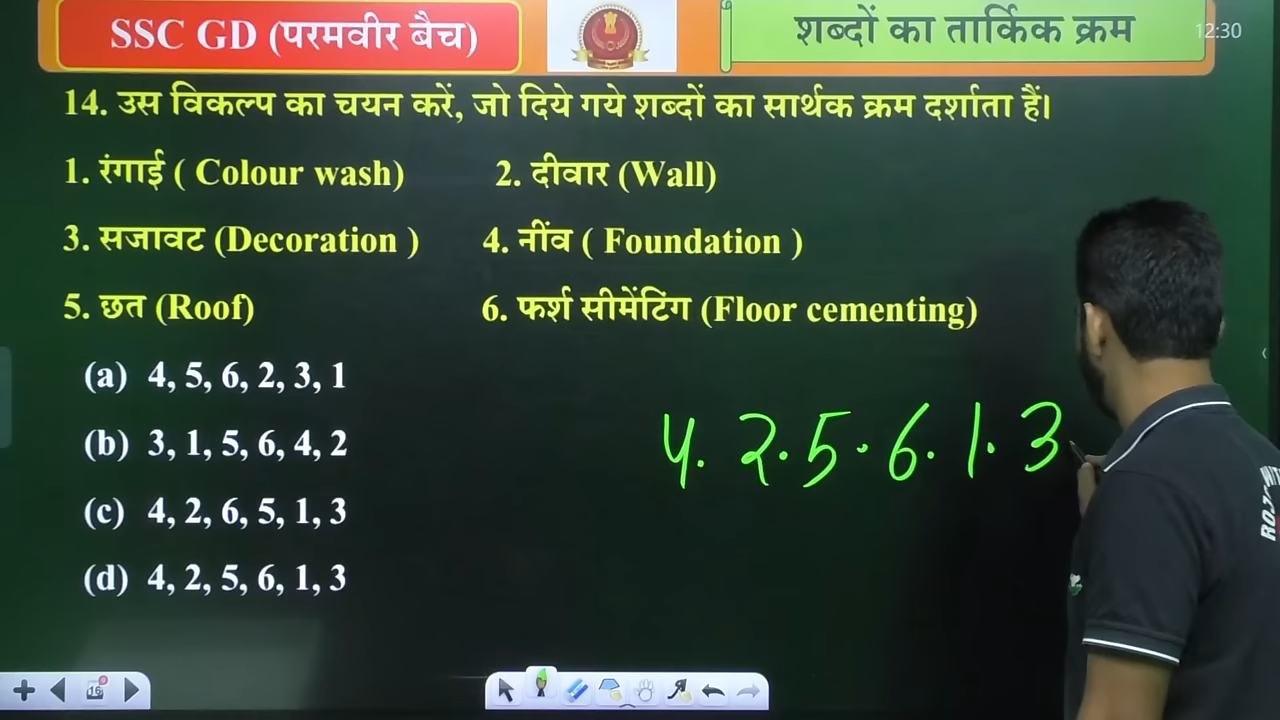 SSC GD (परमवीर बैच)
शब्दों का तार्किक क्रम
12:30
14. उस विकल्प का चयन करें, जो दिये गये शब्दों का सार्थक क्रम दर्शाता हैं।
1. रंगाई ( Colour wash) 2. दीवार (Wall)
3. सजावट (Decoration ) 4. नींव ( Foundation )
5. छत (Roof) 6. फर्श सीमेंटिंग (Floor cementing)
(a) 4, 5, 6, 2, 3, 1
(b) 3, 1, 5, 6, 4, 2
(c) 4, 2, 6, 5, 1, 3
(d) 4, 2, 5, 6, 1, 3
4. 2. 5. 6. 1. 3
16